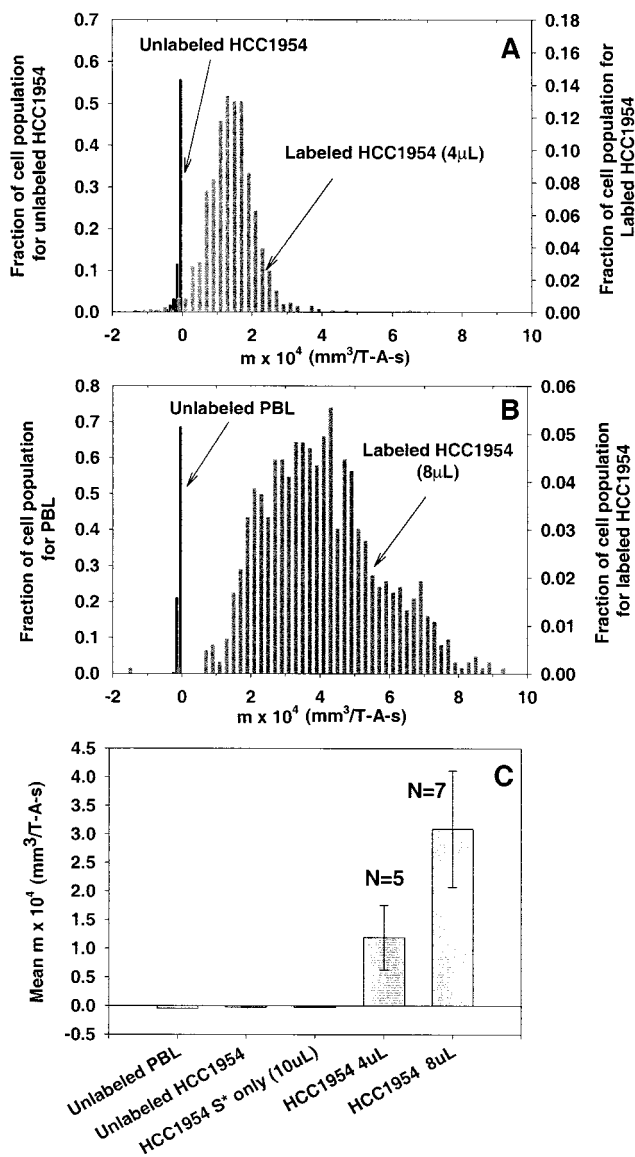 A
Unlabeled HCC1954
Labeled HCC1954 (4µL)
Fraction of cell population
for unlabeled HCC1954
0.7
0.6
0.5
0.4
0.3
0.2
0.1
0.0
Fraction of cell population for
Labled HCC1954
0.18
0.16
0.14
0.12
0.10
0.08
0.06
0.04
0.02
0.00
-2 0 2 4 6 8 10
m x 10⁴ (mm³/T-A-s)
B
Unlabeled PBL
Labeled HCC1954
(8µL)
Fraction of cell population
for PBL
0.8
0.7
0.6
0.5
0.4
0.3
0.2
0.1
0.0
Fraction of cell population
for labeled HCC1954
0.06
0.05
0.04
0.03
0.02
0.01
0.00
-2 0 2 4 6 8 10
m x 10⁴ (mm³/T-A-s)
C
N=7
N=5
Mean m x 10⁴ (mm³/T-A-s)
4.5
4.0
3.5
3.0
2.5
2.0
1.5
1.0
0.5
0.0
-0.5
Unlabeled PBL
Unlabeled HCC1954
HCC1954 S* only (10uL)
HCC1954 4uL
HCC1954 8uL